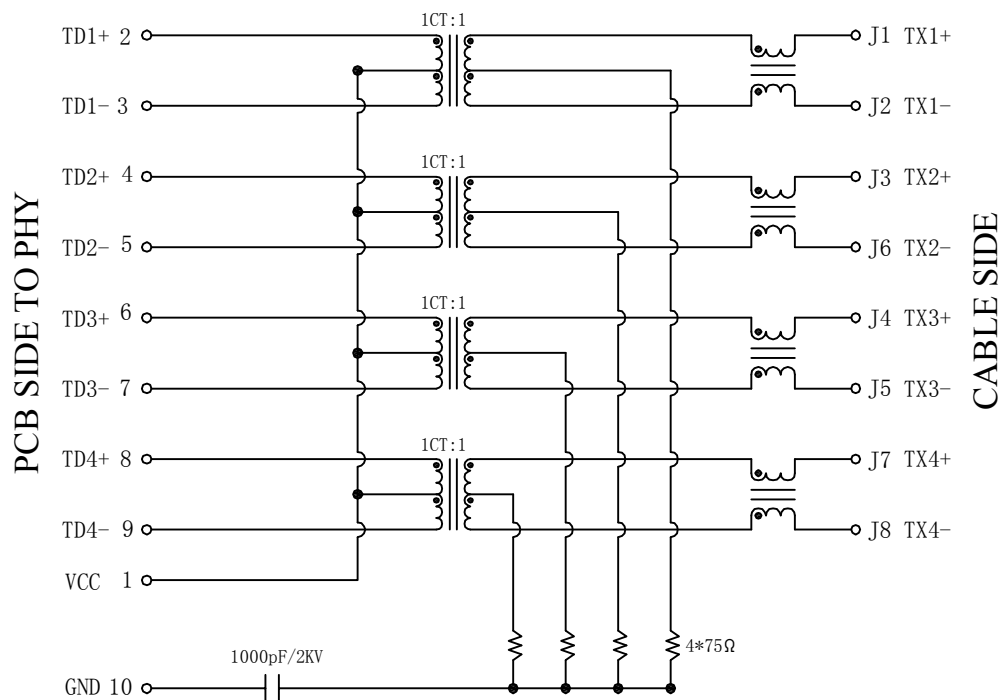 1CT:1
TD1+ 2
J1 TX1+
TD1- 3
J2 TX1-
1CT:1
TD2+ 4
J3 TX2+
TD2- 5
J6 TX2-
1CT:1
TD3+ 6
J4 TX3+
TD3- 7
J5 TX3-
1CT:1
TD4+ 8
J7 TX4+
TD4- 9
J8 TX4-
VCC 1
4*75Ω
1000pF/2KV
GND 10
PCB SIDE TO PHY
CABLE SIDE